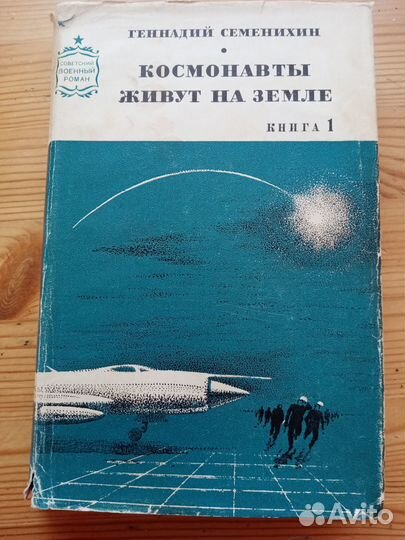 ГЕННАДИЙ СЕМЕНИХИН
СОВЕТСКИЙ
ВОЕННЫЙ
РОМАН
КОСМОНАВТЫ
ЖИВУТ НА ЗЕМЛЕ
КНИГА 1
Avito